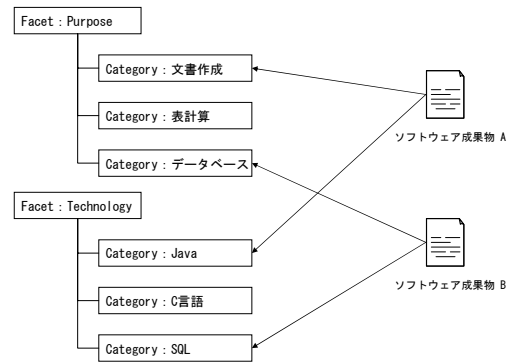 Facet：Purpose
Category：文書作成
Category：表計算
Category：データベース
ソフトウェア成果物 A
Facet：Technology
Category：Java
Category：C言語
Category：SQL
ソフトウェア成果物 B